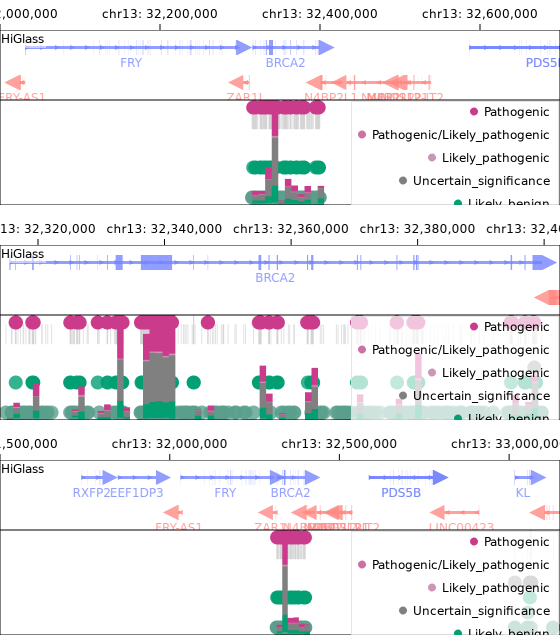 2,000,000 chr13: 32,200,000 chr13: 32,400,000 chr13: 32,600,000
HiGlass
FRY BRCA2 PDS5
FRY-AS1 ZAR1L N4BP2L1
Pathogenic
Pathogenic/Likely_pathogenic
Likely_pathogenic
Uncertain_significance
Likely_benign
13: 32,320,000 chr13: 32,340,000 chr13: 32,360,000 chr13: 32,380,000 chr13: 32,40
HiGlass
BRCA2
Pathogenic
Pathogenic/Likely_pathogenic
Likely_pathogenic
Uncertain_significance
Likely_benign
1,500,000 chr13: 32,000,000 chr13: 32,500,000 chr13: 33,000,000
HiGlass
RXFP2 EEF1DP3 FRY BRCA2 PDS5B KL
FRY-AS1 LINC00423
Pathogenic
Pathogenic/Likely_pathogenic
Likely_pathogenic
Uncertain_significance
Likely_benign